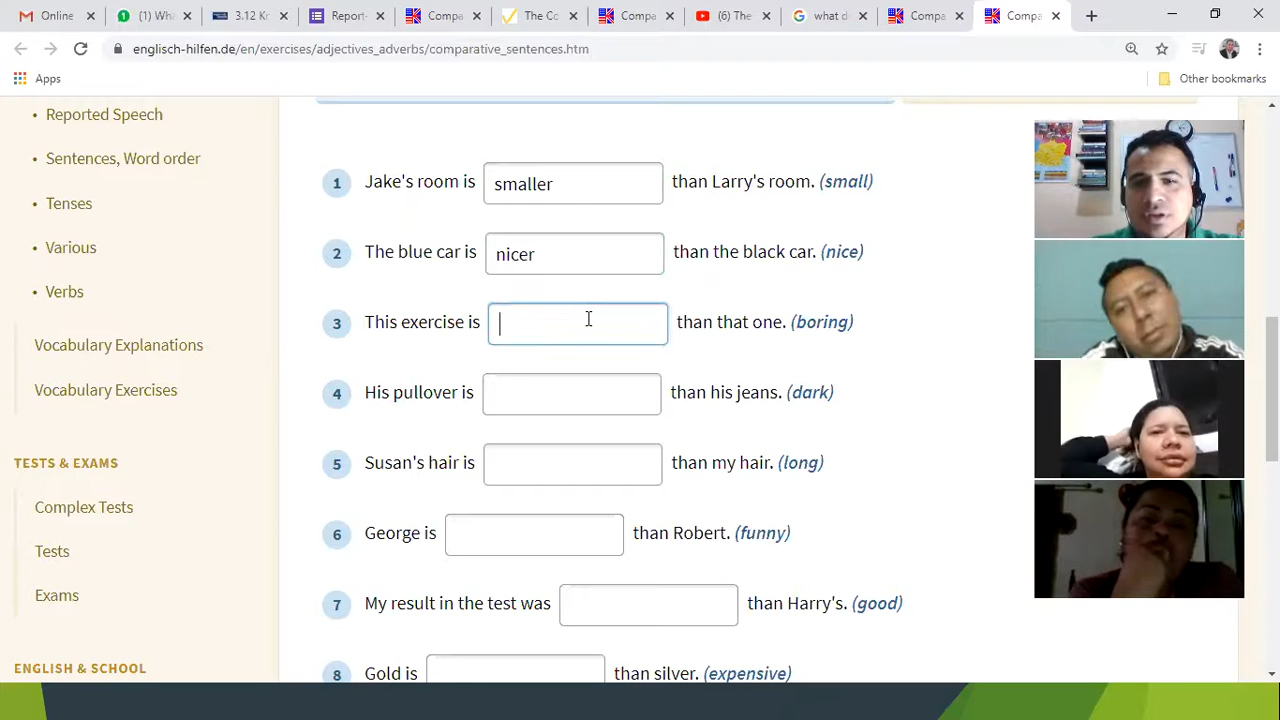 Online
(1) Wha
3.12 Kr
Report-
Compa
The Co
Compa
(6) The
what di
Compa
Compa
englisch-hilfen.de/en/exercises/adjectives_adverbs/comparative_sentences.htm
Apps
Other bookmarks
Reported Speech
Sentences, Word order
Tenses
Various
Verbs
Vocabulary Explanations
Vocabulary Exercises
TESTS & EXAMS
Complex Tests
Tests
Exams
ENGLISH & SCHOOL
1 Jake's room is smaller than Larry's room. (small)
2 The blue car is nicer than the black car. (nice)
3 This exercise is than that one. (boring)
4 His pullover is than his jeans. (dark)
5 Susan's hair is than my hair. (long)
6 George is than Robert. (funny)
7 My result in the test was than Harry's. (good)
8 Gold is than silver. (expensive)